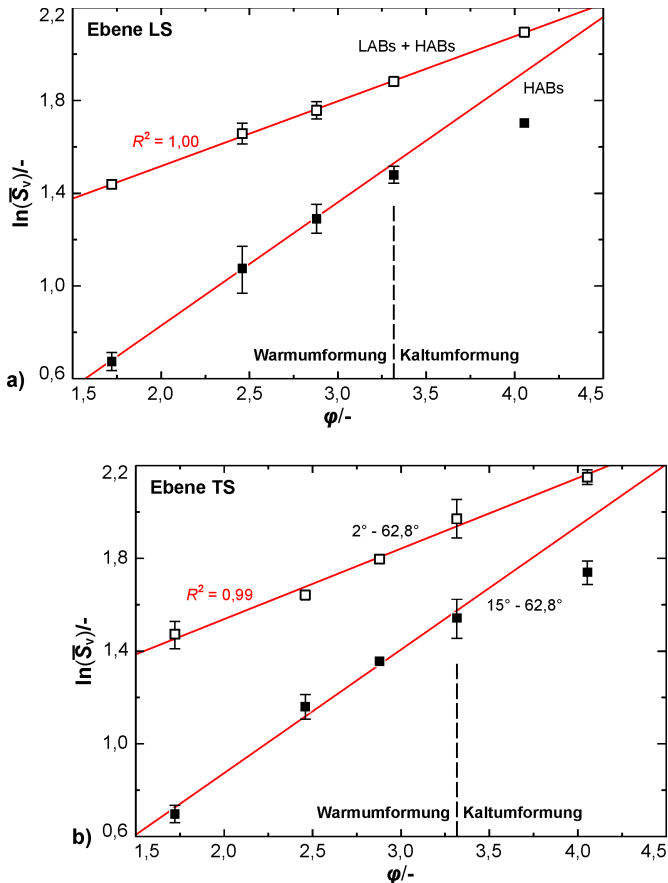 Ebene LS
LABs + HABs
HABs
R² = 1,00
ln(S̅ᵥ)/-
2,2
1,8
1,4
1,0
0,6
Warmumformung Kaltumformung
a)
1,5 2,0 2,5 3,0 3,5 4,0 4,5
φ/-
Ebene TS
2° - 62,8°
15° - 62,8°
R² = 0,99
ln(S̅ᵥ)/-
2,2
1,8
1,4
1,0
0,6
Warmumformung Kaltumformung
b)
1,5 2,0 2,5 3,0 3,5 4,0 4,5
φ/-